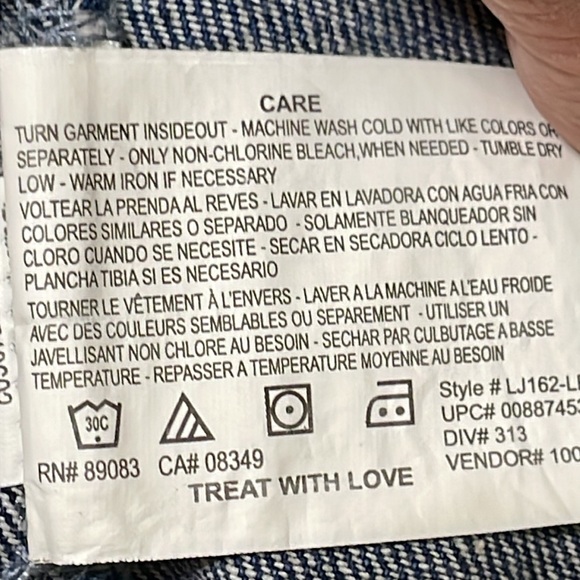 CARE
TURN GARMENT INSIDEOUT - MACHINE WASH COLD WITH LIKE COLORS OR
SEPARATELY - ONLY NON-CHLORINE BLEACH,WHEN NEEDED - TUMBLE DRY
LOW - WARM IRON IF NECESSARY
VOLTEAR LA PRENDA AL REVES - LAVAR EN LAVADORA CON AGUA FRIA CON
COLORES SIMILARES O SEPARADO - SOLAMENTE BLANQUEADOR SIN
CLORO CUANDO SE NECESITE - SECAR EN SECADORA CICLO LENTO -
PLANCHA TIBIA SI ES NECESARIO
TOURNER LE VÊTEMENT À L'ENVERS - LAVER A LA MACHINE A L'EAU FROIDE
AVEC DES COULEURS SEMBLABLES OU SEPAREMENT - UTILISER UN
JAVELLISANT NON CHLORE AU BESOIN - SECHAR PAR CULBUTAGE A BASSE
TEMPERATURE - REPASSER A TEMPERATURE MOYENNE AU BESOIN
30C
Style # LJ162-L
UPC# 0088745
DIV# 313
VENDOR# 100
RN# 89083 CA# 08349
TREAT WITH LOVE